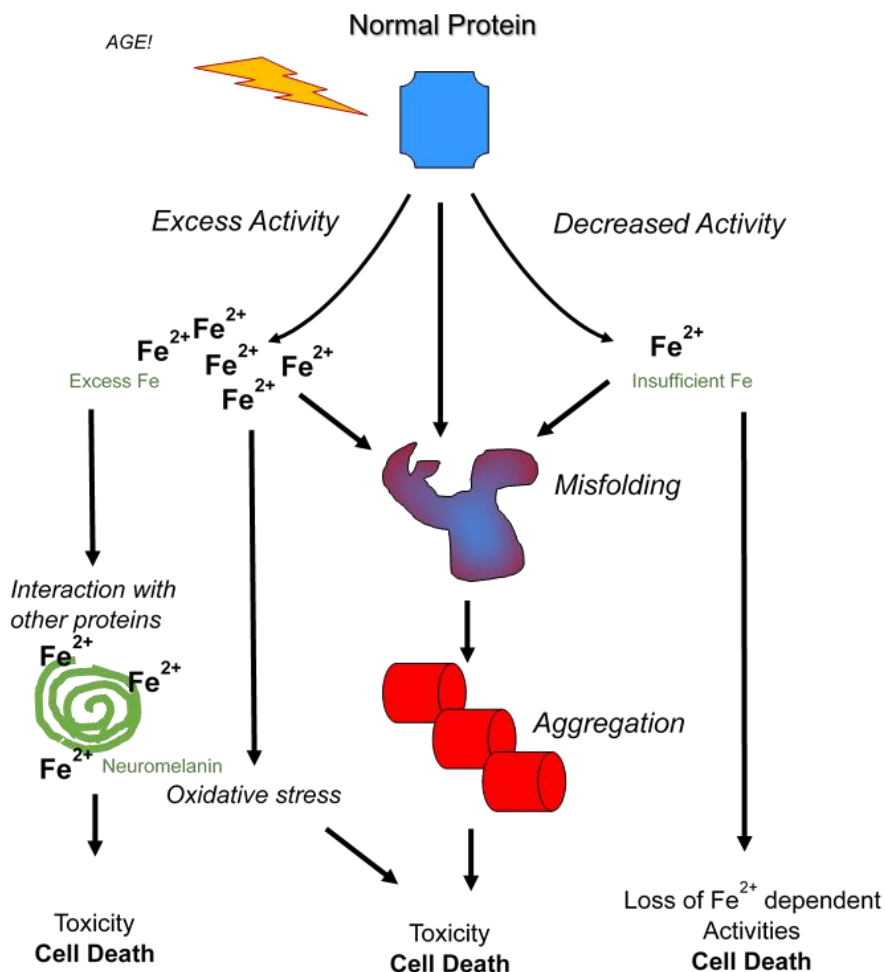 Normal Protein
AGE!
Excess Activity
Decreased Activity
Fe²⁺
Fe²⁺
Fe²⁺
Fe²⁺
Fe²⁺
Excess Fe
Fe²⁺
Insufficient Fe
Misfolding
Interaction with
other proteins
Fe²⁺
Fe²⁺
Fe²⁺
Neuromelanin
Oxidative stress
Aggregation
Toxicity
Cell Death
Toxicity
Cell Death
Loss of Fe²⁺ dependent
Activities
Cell Death